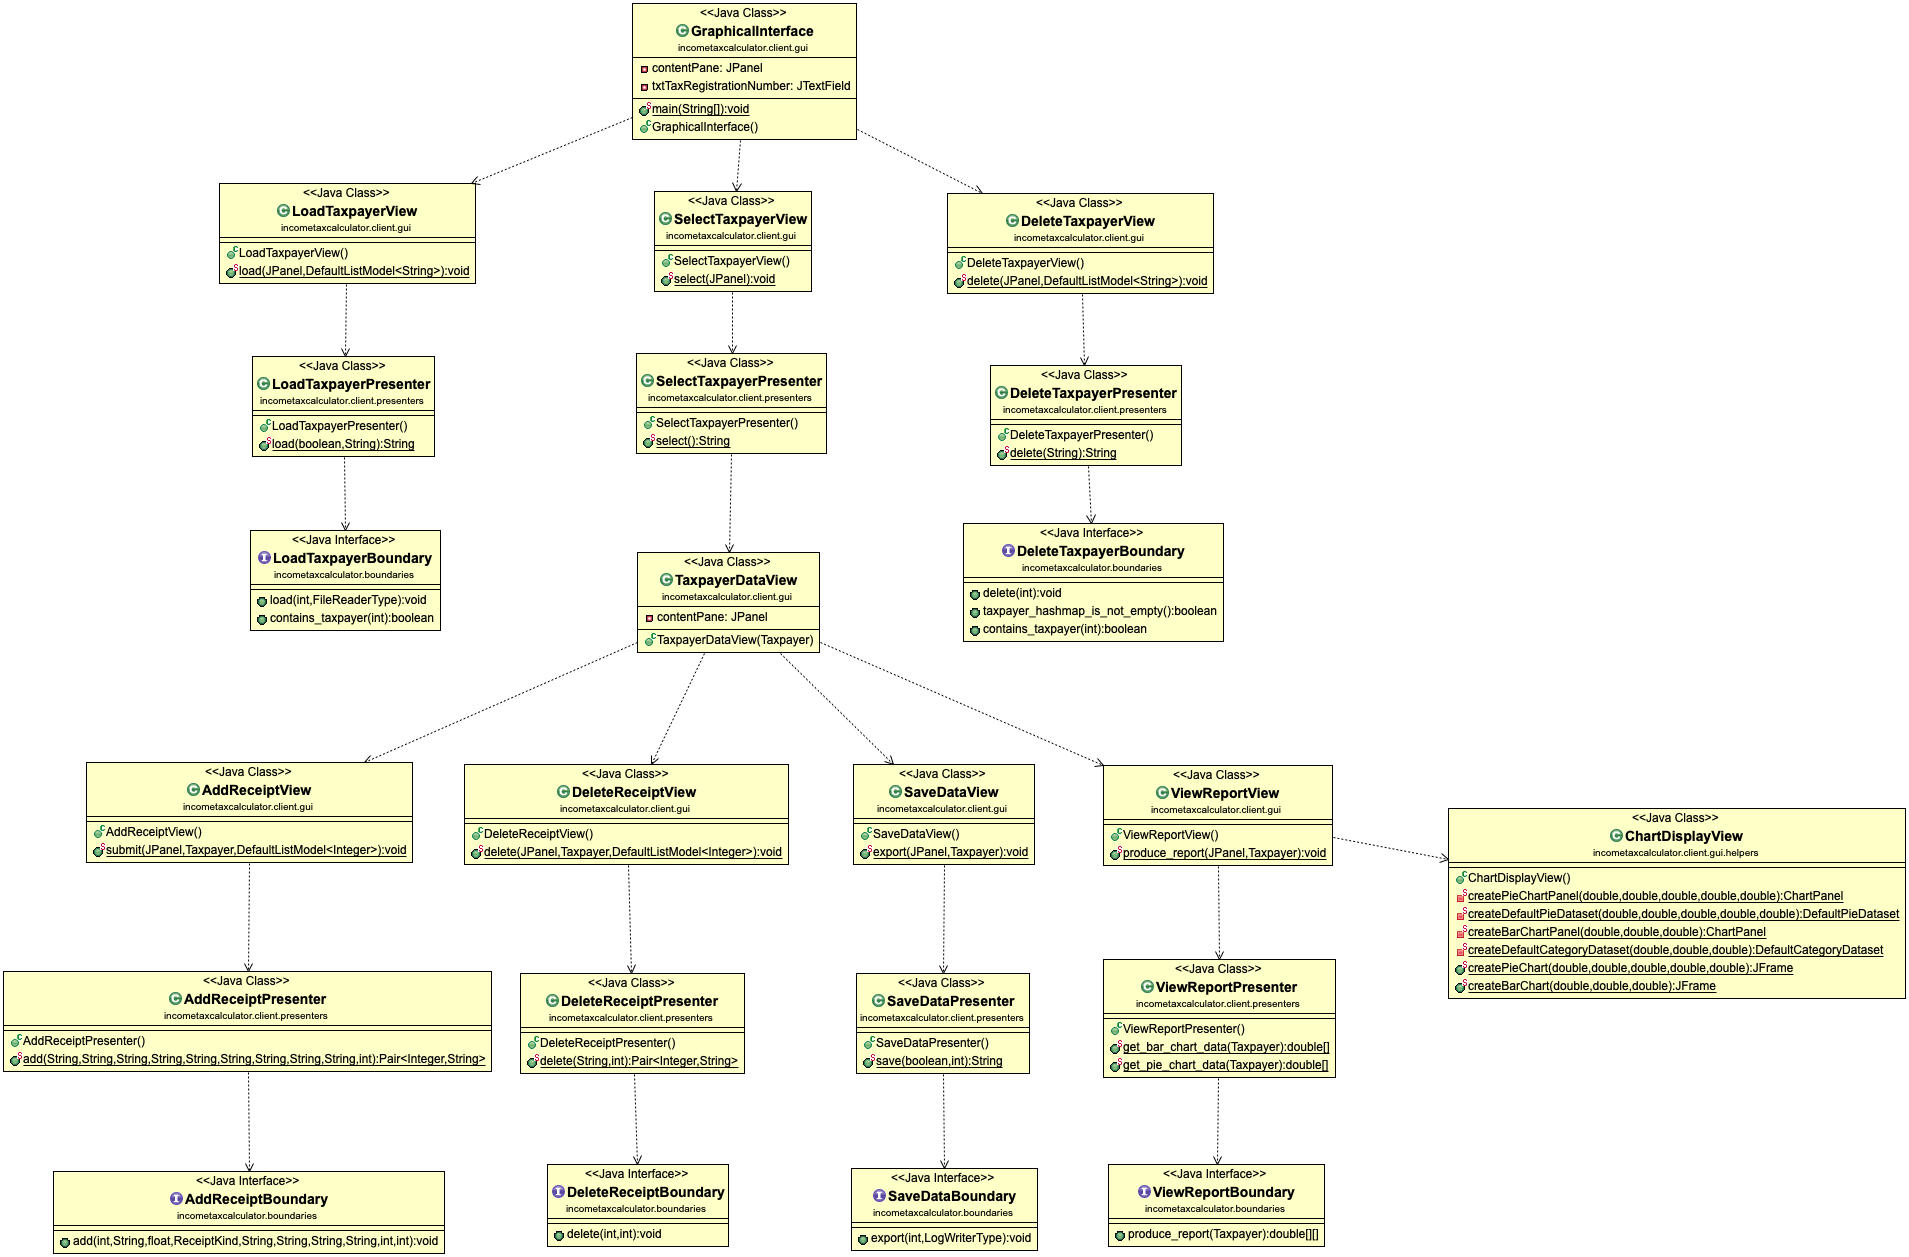 <<Java Class>>
GraphicalInterface
incometaxcalculator.client.gui
contentPane: JPanel
txtTaxRegistrationNumber: JTextField
main(String[]):void
GraphicalInterface()
<<Java Class>>
LoadTaxpayerView
incometaxcalculator.client.gui
LoadTaxpayerView()
load(JPanel,DefaultListModel<String>):void
<<Java Class>>
SelectTaxpayerView
incometaxcalculator.client.gui
SelectTaxpayerView()
select(JPanel):void
<<Java Class>>
DeleteTaxpayerView
incometaxcalculator.client.gui
DeleteTaxpayerView()
delete(JPanel,DefaultListModel<String>):void
<<Java Class>>
LoadTaxpayerPresenter
incometaxcalculator.client.presenters
LoadTaxpayerPresenter()
load(boolean,String):String
<<Java Class>>
SelectTaxpayerPresenter
incometaxcalculator.client.presenters
SelectTaxpayerPresenter()
select():String
<<Java Class>>
DeleteTaxpayerPresenter
incometaxcalculator.client.presenters
DeleteTaxpayerPresenter()
delete(String):String
<<Java Interface>>
LoadTaxpayerBoundary
incometaxcalculator.boundaries
load(int,FileReaderType):void
contains_taxpayer(int):boolean
<<Java Class>>
TaxpayerDataView
incometaxcalculator.client.gui
contentPane: JPanel
TaxpayerDataView(Taxpayer)
<<Java Interface>>
DeleteTaxpayerBoundary
incometaxcalculator.boundaries
delete(int):void
taxpayer_hashmap_is_not_empty():boolean
contains_taxpayer(int):boolean
<<Java Class>>
AddReceiptView
incometaxcalculator.client.gui
AddReceiptView()
submit(JPanel,Taxpayer,DefaultListModel<Integer>):void
<<Java Class>>
DeleteReceiptView
incometaxcalculator.client.gui
DeleteReceiptView()
delete(JPanel,Taxpayer,DefaultListModel<Integer>):void
<<Java Class>>
SaveDataView
incometaxcalculator.client.gui
SaveDataView()
export(JPanel,Taxpayer):void
<<Java Class>>
ViewReportView
incometaxcalculator.client.gui
ViewReportView()
produce_report(JPanel,Taxpayer):void
<<Java Class>>
ChartDisplayView
incometaxcalculator.client.gui.helpers
ChartDisplayView()
createPieChartPanel(double,double,double,double,double):ChartPanel
createDefaultPieDataset(double,double,double,double,double):DefaultPieDataset
createBarChartPanel(double,double,double):ChartPanel
createDefaultCategoryDataset(double,double,double):DefaultCategoryDataset
createPieChart(double,double,double,double,double):JFrame
createBarChart(double,double,double):JFrame
<<Java Class>>
AddReceiptPresenter
incometaxcalculator.client.presenters
AddReceiptPresenter()
add(String,String,String,String,String,String,String,String,String,int):Pair<Integer,String>
<<Java Class>>
DeleteReceiptPresenter
incometaxcalculator.client.presenters
DeleteReceiptPresenter()
delete(String,int):Pair<Integer,String>
<<Java Class>>
SaveDataPresenter
incometaxcalculator.client.presenters
SaveDataPresenter()
save(boolean,int):String
<<Java Class>>
ViewReportPresenter
incometaxcalculator.client.presenters
ViewReportPresenter()
get_bar_chart_data(Taxpayer):double[]
get_pie_chart_data(Taxpayer):double[]
<<Java Interface>>
AddReceiptBoundary
incometaxcalculator.boundaries
add(int,String,float,ReceiptKind,String,String,String,String,int,int):void
<<Java Interface>>
DeleteReceiptBoundary
incometaxcalculator.boundaries
delete(int,int):void
<<Java Interface>>
SaveDataBoundary
incometaxcalculator.boundaries
export(int,LogWriterType):void
<<Java Interface>>
ViewReportBoundary
incometaxcalculator.boundaries
produce_report(Taxpayer):double[][]